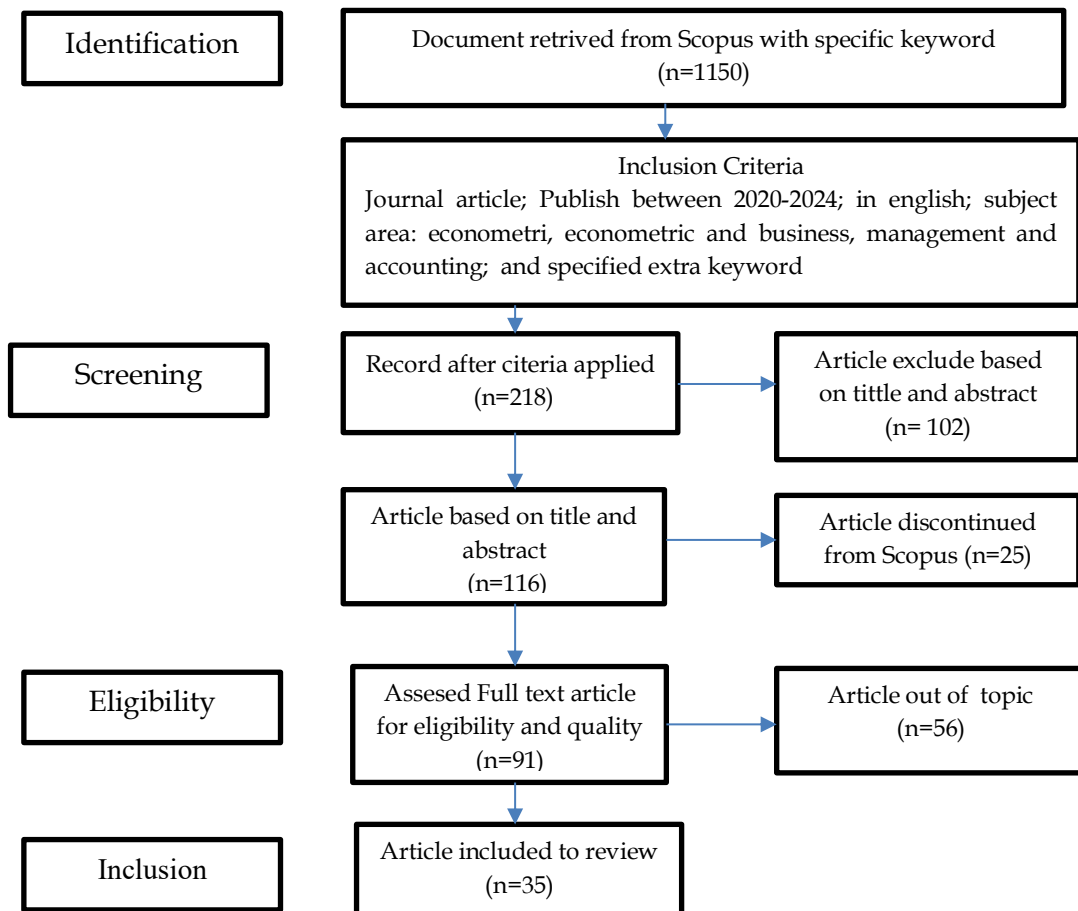 Identification
Document retrived from Scopus with specific keyword
(n=1150)
Inclusion Criteria
Journal article; Publish between 2020-2024; in english; subject
area: econometri, econometric and business, management and
accounting; and specified extra keyword
Screening
Record after citeria applied
(n=218)
Article exclude based
on tittle and abstract
(n= 102)
Article based on title and
abstract
(n=116)
Article discontinued
from Scopus (n=25)
Eligibility
Assesed Full text article
for eligibility and quality
(n=91)
Article out of topic
(n=56)
Inclusion
Article included to review
(n=35)